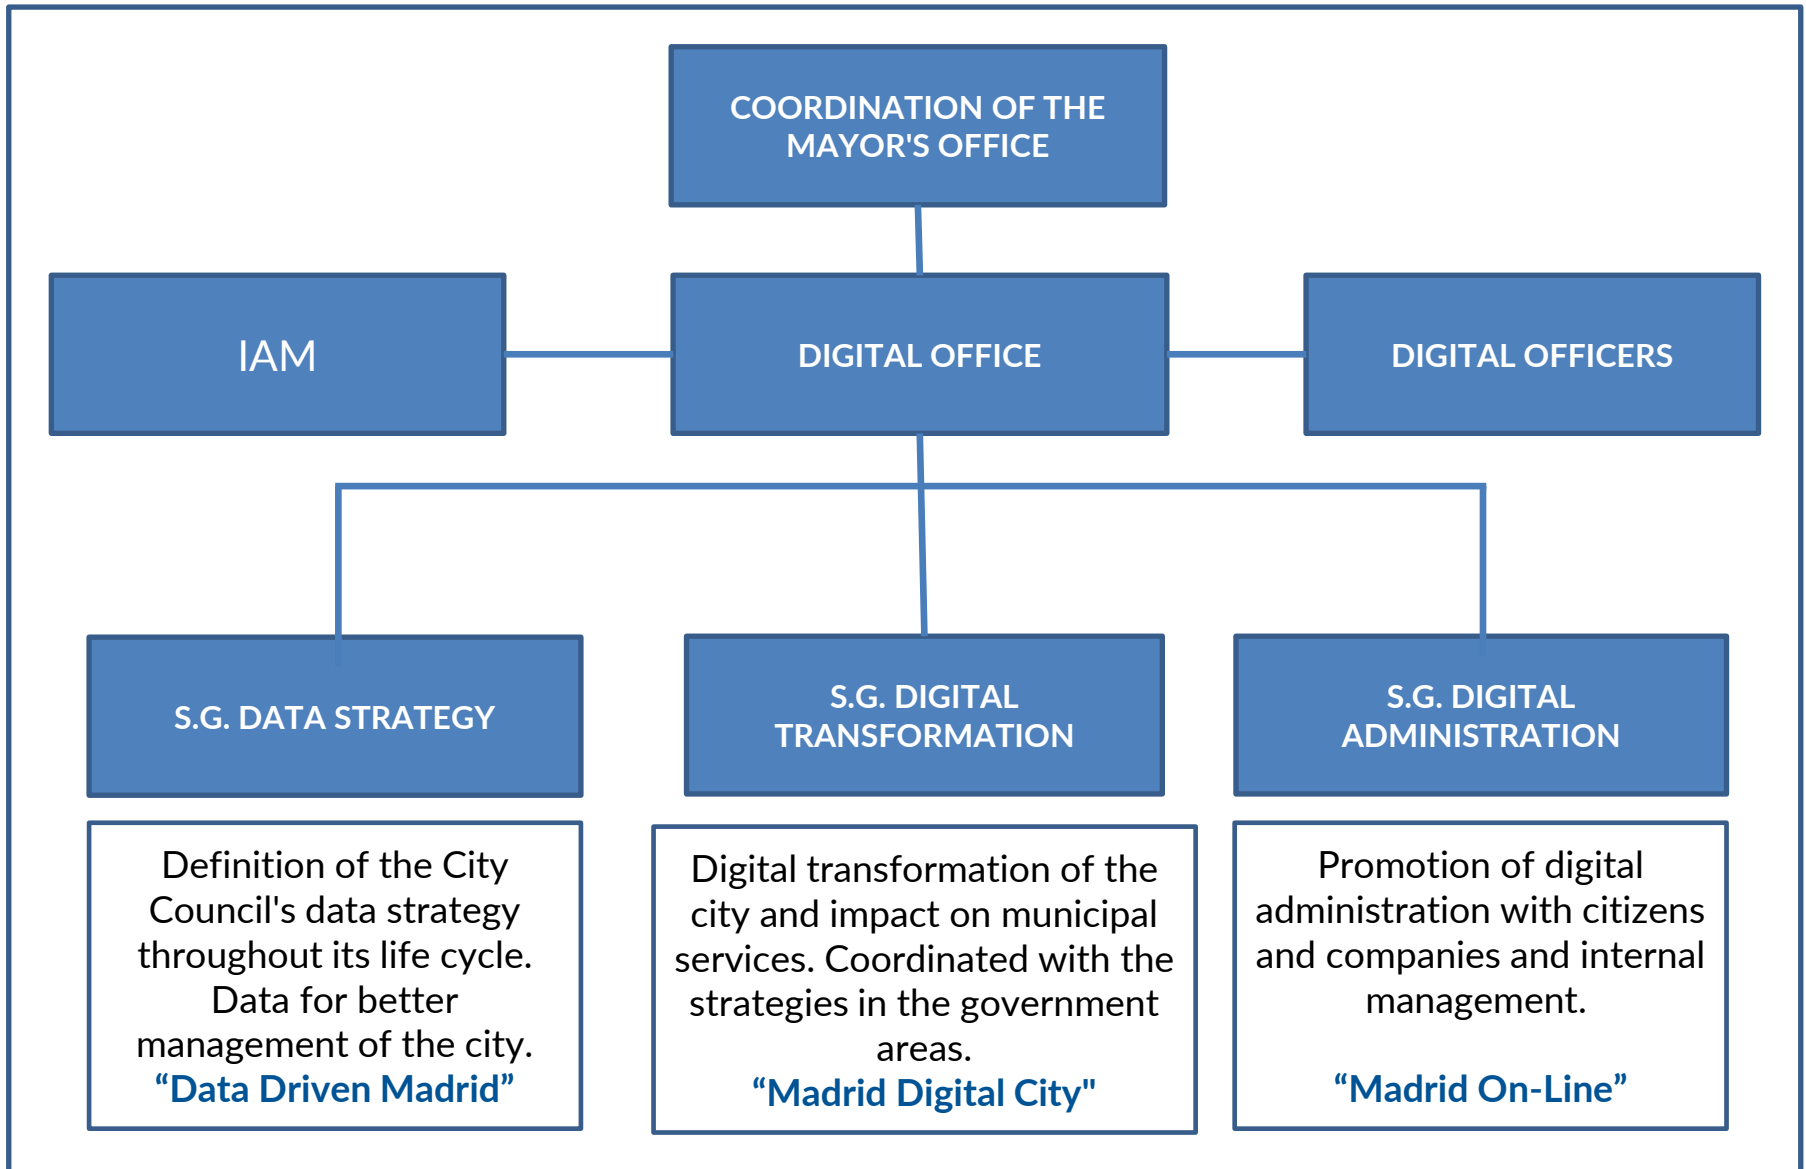 COORDINATION OF THE
MAYOR'S OFFICE
IAM
DIGITAL OFFICE
DIGITAL OFFICERS
S.G. DATA STRATEGY
S.G. DIGITAL
TRANSFORMATION
S.G. DIGITAL
ADMINISTRATION
Definition of the City
Council's data strategy
throughout its life cycle.
Data for better
management of the city.
“Data Driven Madrid”
Digital transformation of the
city and impact on municipal
services. Coordinated with the
strategies in the government
areas.
“Madrid Digital City"
Promotion of digital
administration with citizens
and companies and internal
management.
“Madrid On-Line”